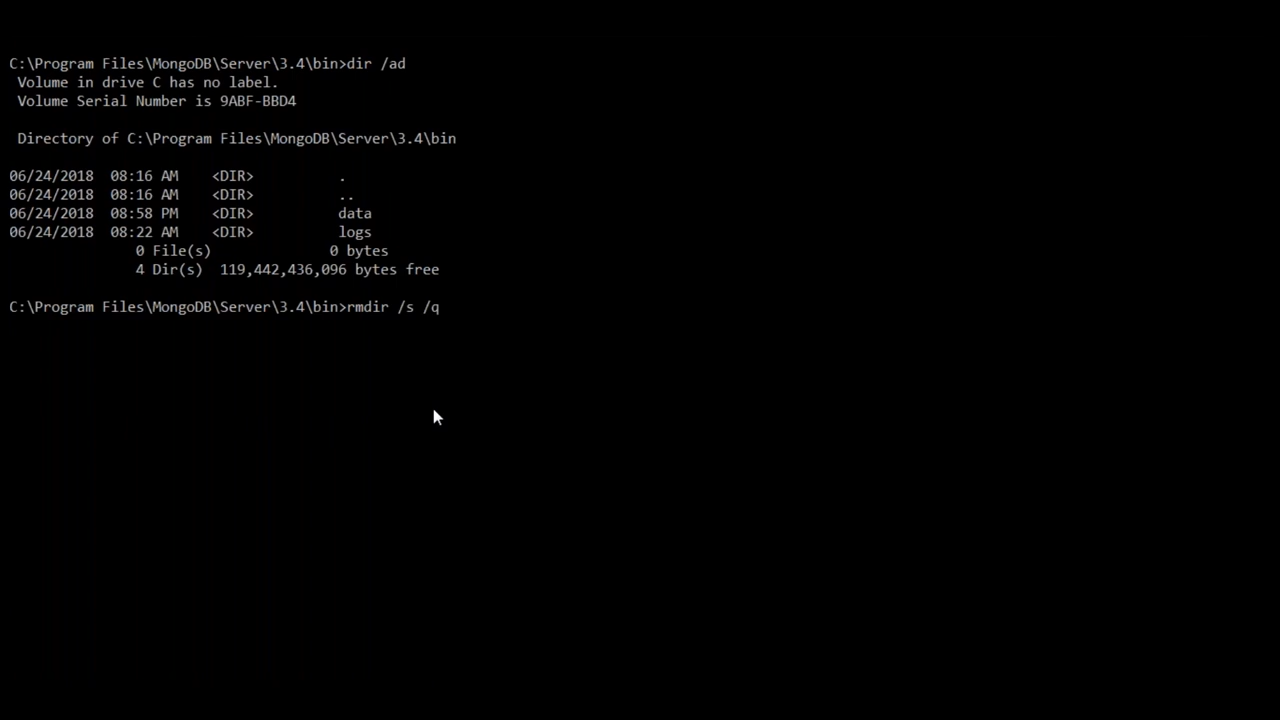 C:\Program Files\MongoDB\Server\3.4\bin>dir /ad
Volume in drive C has no label.
Volume Serial Number is 9ABF-BBD4
Directory of C:\Program Files\MongoDB\Server\3.4\bin
06/24/2018 08:16 AM <DIR> .
06/24/2018 08:16 AM <DIR> ..
06/24/2018 08:58 PM <DIR> data
06/24/2018 08:22 AM <DIR> logs
0 File(s) 0 bytes
4 Dir(s) 119,442,436,096 bytes free
C:\Program Files\MongoDB\Server\3.4\bin>rmdir /s /q